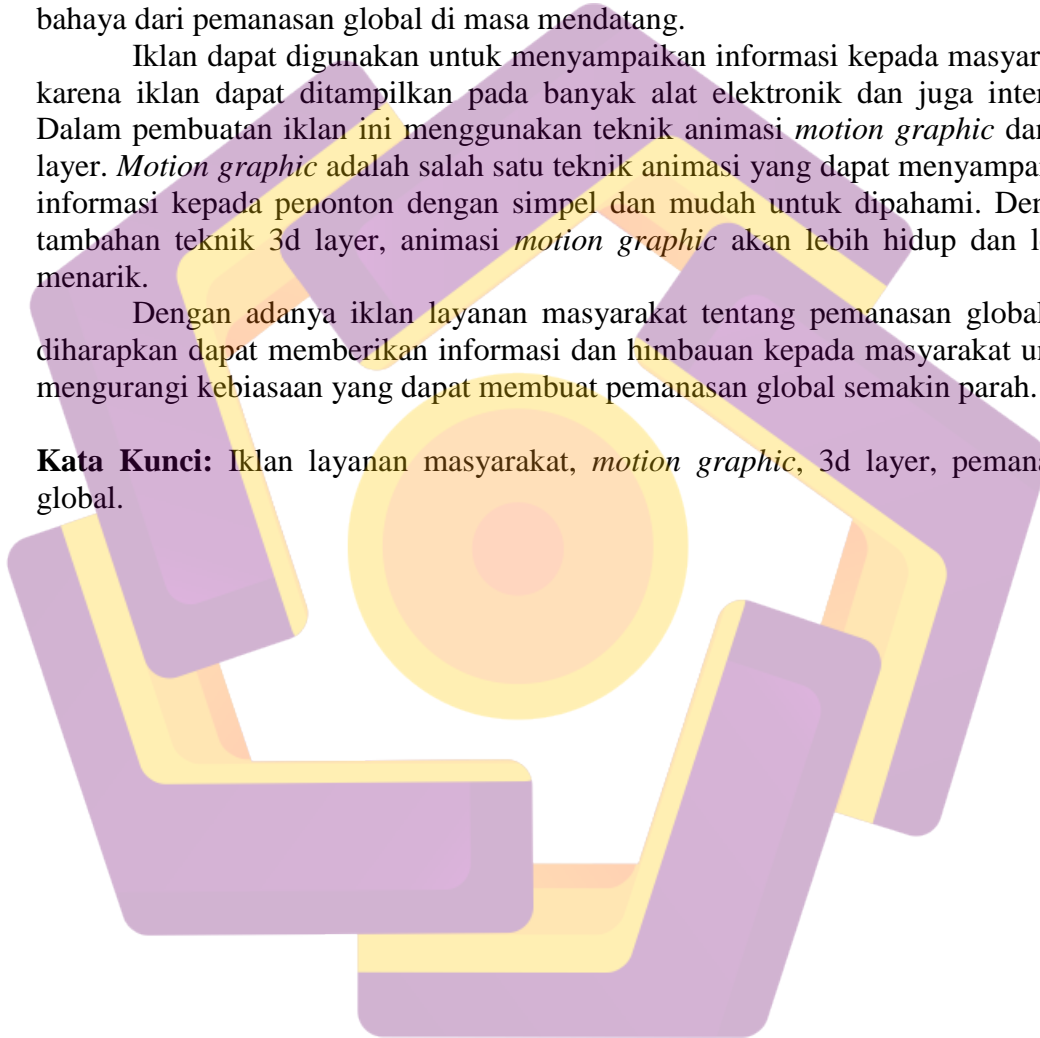 bahaya dari pemanasan global di masa mendatang.
Iklan dapat digunakan untuk menyampaikan informasi kepada masyar
karena iklan dapat ditampilkan pada banyak alat elektronik dan juga inter
Dalam pembuatan iklan ini menggunakan teknik animasi motion graphic dan
layer. Motion graphic adalah salah satu teknik animasi yang dapat menyampai
informasi kepada penonton dengan simpel dan mudah untuk dipahami. Den
tambahan teknik 3d layer, animasi motion graphic akan lebih hidup dan l
menarik.
Dengan adanya iklan layanan masyarakat tentang pemanasan global
diharapkan dapat memberikan informasi dan himbauan kepada masyarakat un
mengurangi kebiasaan yang dapat membuat pemanasan global semakin parah.
Kata Kunci: Iklan layanan masyarakat, motion graphic, 3d layer, pemana
global.